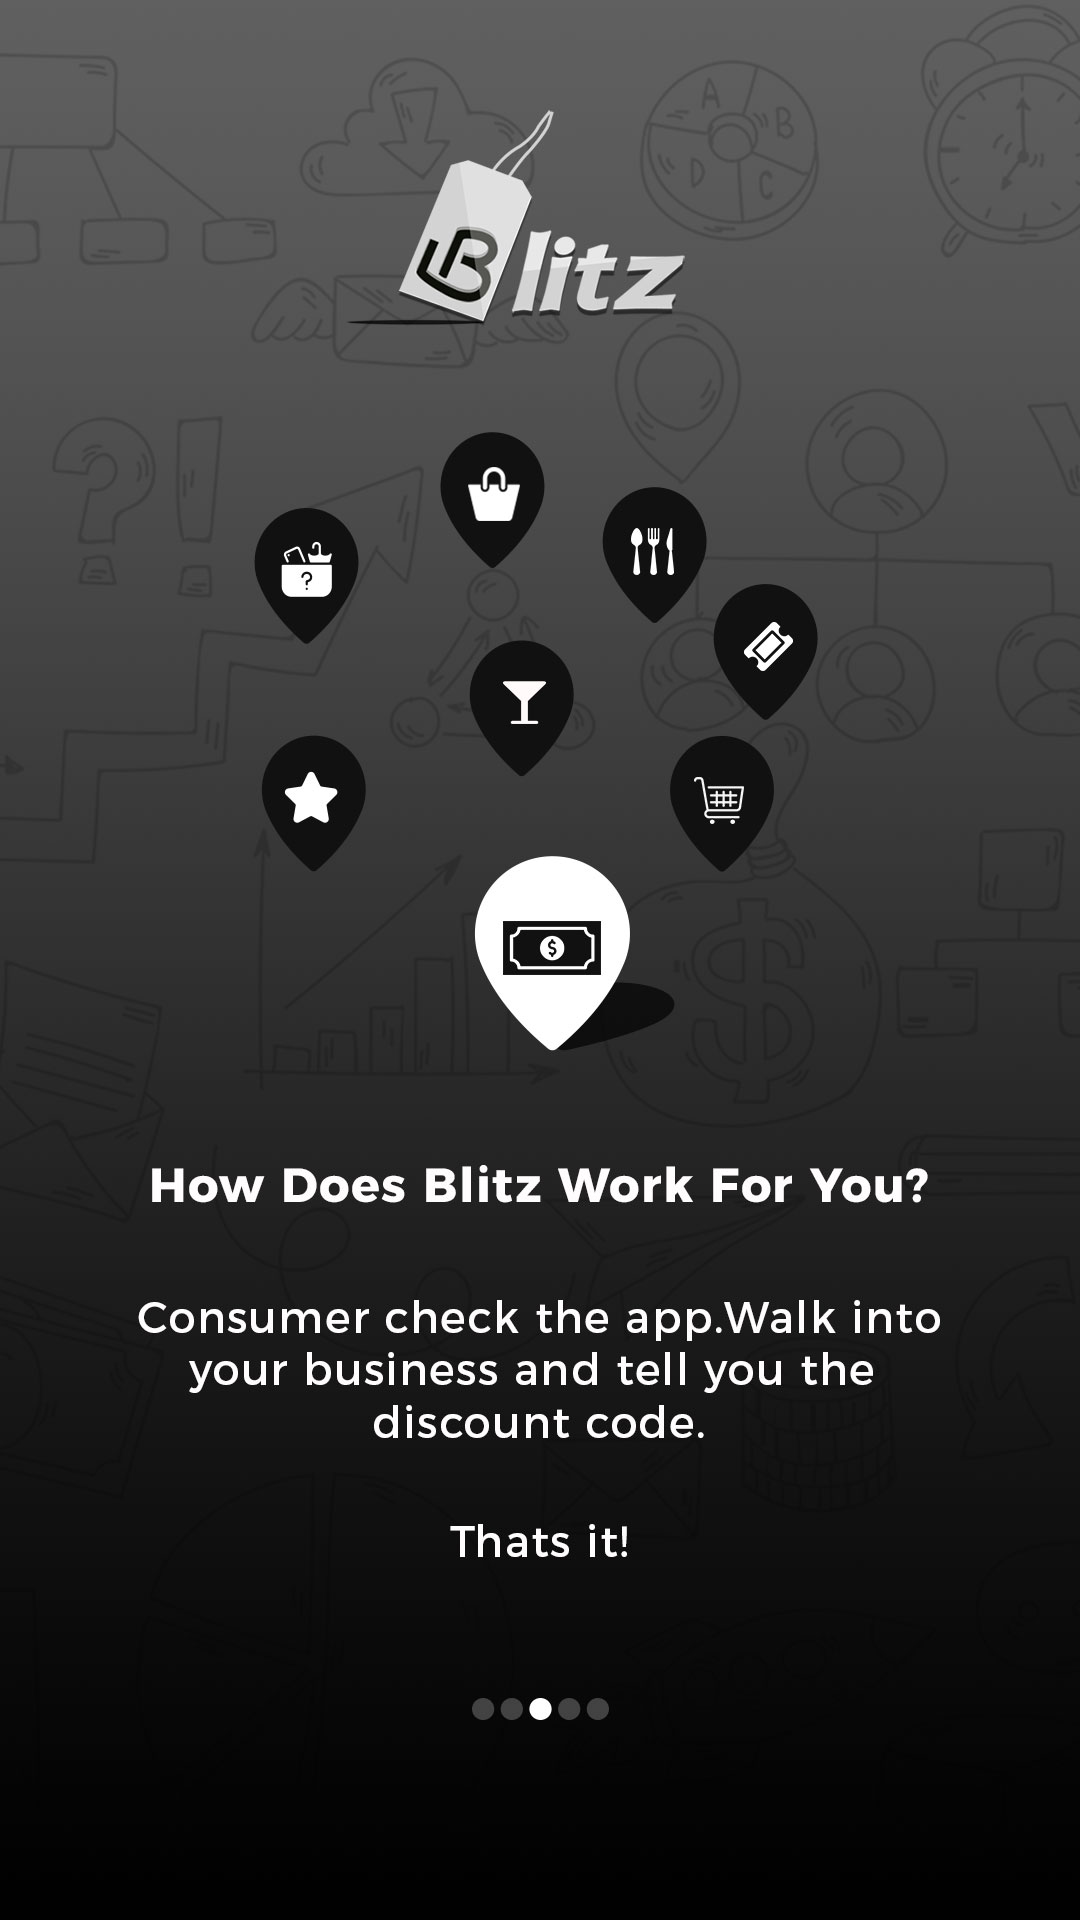 A
B
D
C
Blitz
?!
?
$
$
How Does Blitz Work For You?
Consumer check the app.Walk into
your business and tell you the
discount code.
Thats it!